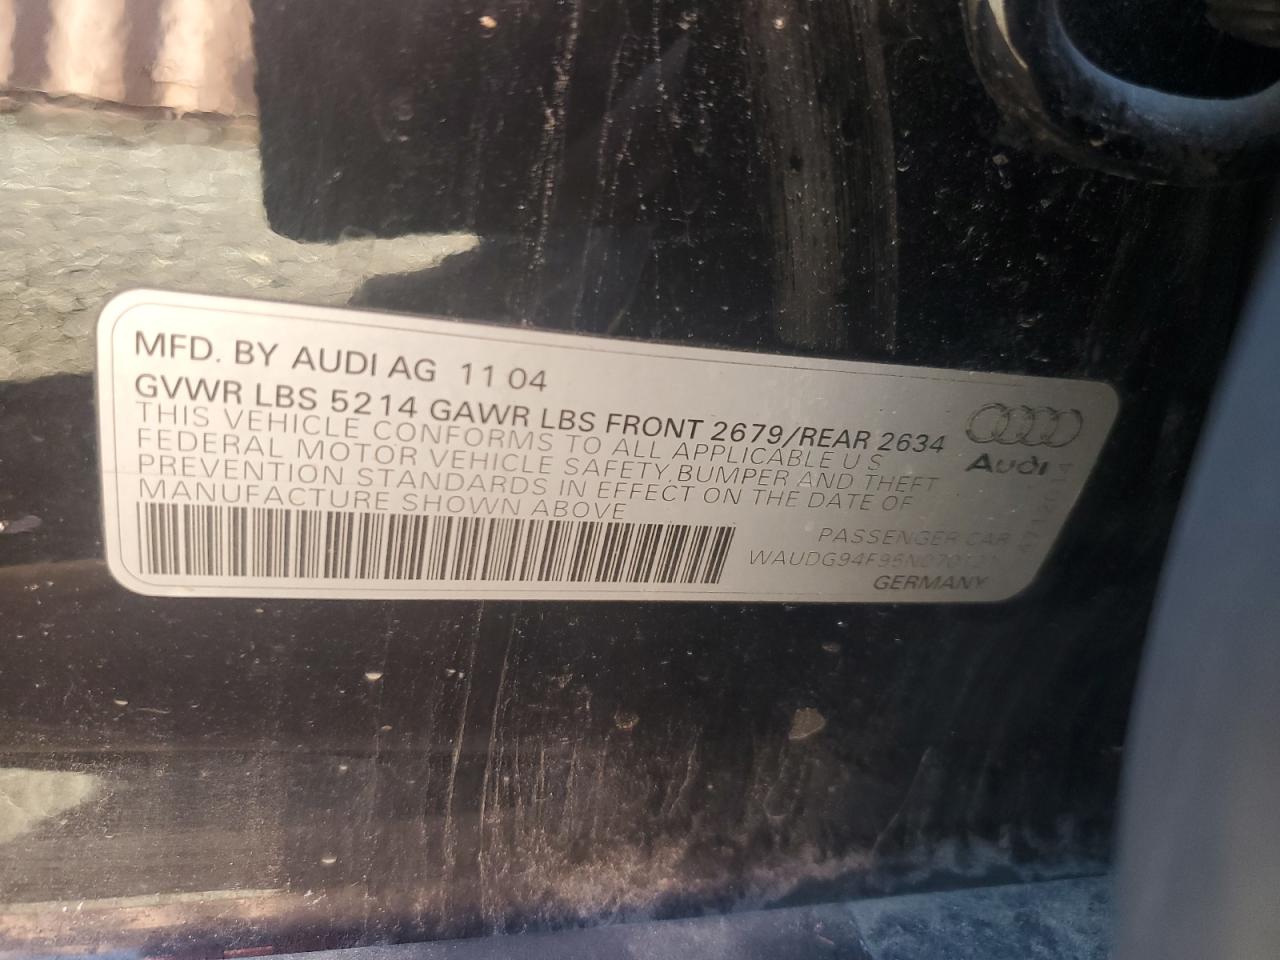 MFD. BY AUDI AG 11 04
GVWR LBS 5214 GAWR LBS FRONT 2679/REAR 2634
THIS VEHICLE CONFORMS TO ALL APPLICABLE U S
FEDERAL MOTOR VEHICLE SAFETY, BUMPER AND THEFT
PREVENTION STANDARDS IN EFFECT ON THE DATE OF
MANUFACTURE SHOWN ABOVE
Audi
PASSENGER CAR
GERMANY